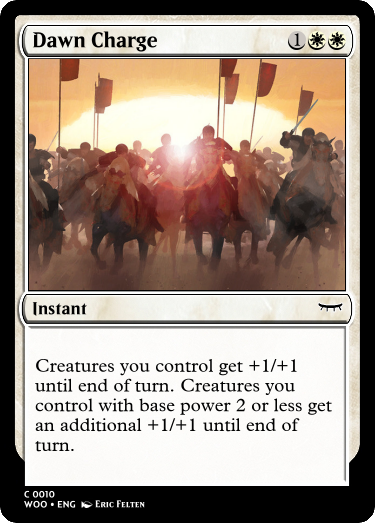 Dawn Charge 1
Instant
Creatures you control get +1/+1
until end of turn. Creatures you
control with base power 2 or less get
an additional +1/+1 until end of
turn.
C 0010
WOO • ENG Eric Felten